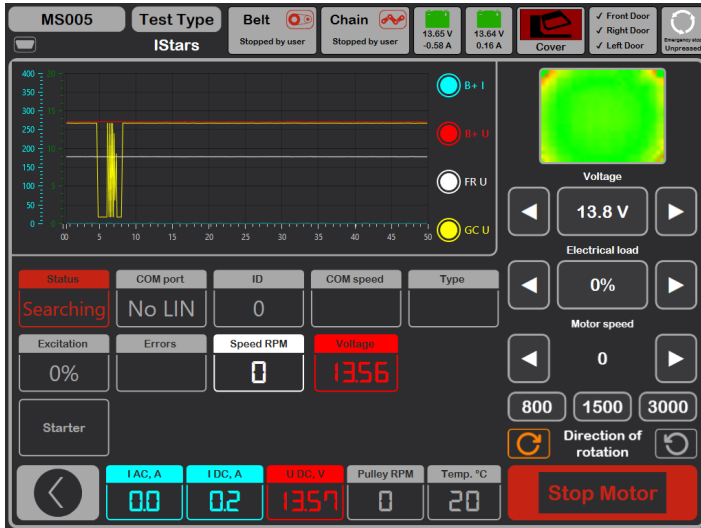 MS005
Test Type
IStars
Belt
Stopped by user
Chain
Stopped by user
13.65 V
-0.58 A
13.64 V
0.16 A
Cover
✓ Front Door
✓ Right Door
✓ Left Door
Emergency stop
Unpressed
400
350
300
250
200
150
100
50
0
20
15
10
5
0
00 5 10 15 20 25 30 35 40 45 50
B+ I
B+ U
FR U
GC U
Voltage
13.8 V
Electrical load
0%
Motor speed
0
800 1500 3000
Direction of
rotation
Stop Motor
Status COM port ID COM speed Type
Searching No LIN 0
Excitation Errors Speed RPM Voltage
0% 0 13.56
Starter
I AC, A I DC, A U DC, V Pulley RPM Temp. °C
0.0 0.2 13.57 0 20